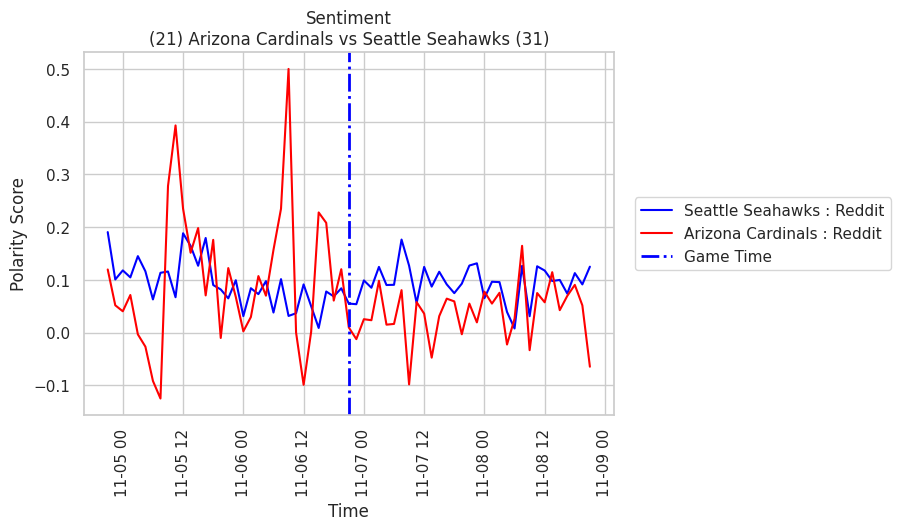 Sentiment
(21) Arizona Cardinals vs Seattle Seahawks (31)
Polarity Score
0.5
0.4
0.3
0.2
0.1
0.0
−0.1
11-05 00
11-05 12
11-06 00
11-06 12
11-07 00
11-07 12
11-08 00
11-08 12
11-09 00
Time
Seattle Seahawks : Reddit
Arizona Cardinals : Reddit
Game Time